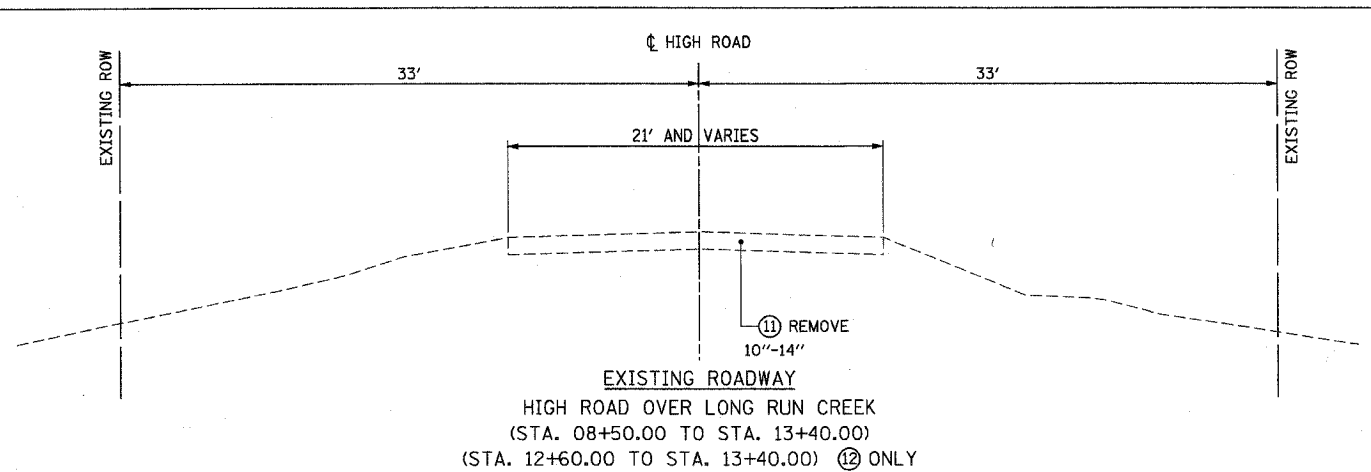 ℄ HIGH ROAD
EXISTING ROW
33'
33'
EXISTING ROW
21' AND VARIES
⑪ REMOVE
10"-14"
EXISTING ROADWAY
HIGH ROAD OVER LONG RUN CREEK
(STA. 08+50.00 TO STA. 13+40.00)
(STA. 12+60.00 TO STA. 13+40.00) ⑫ ONLY